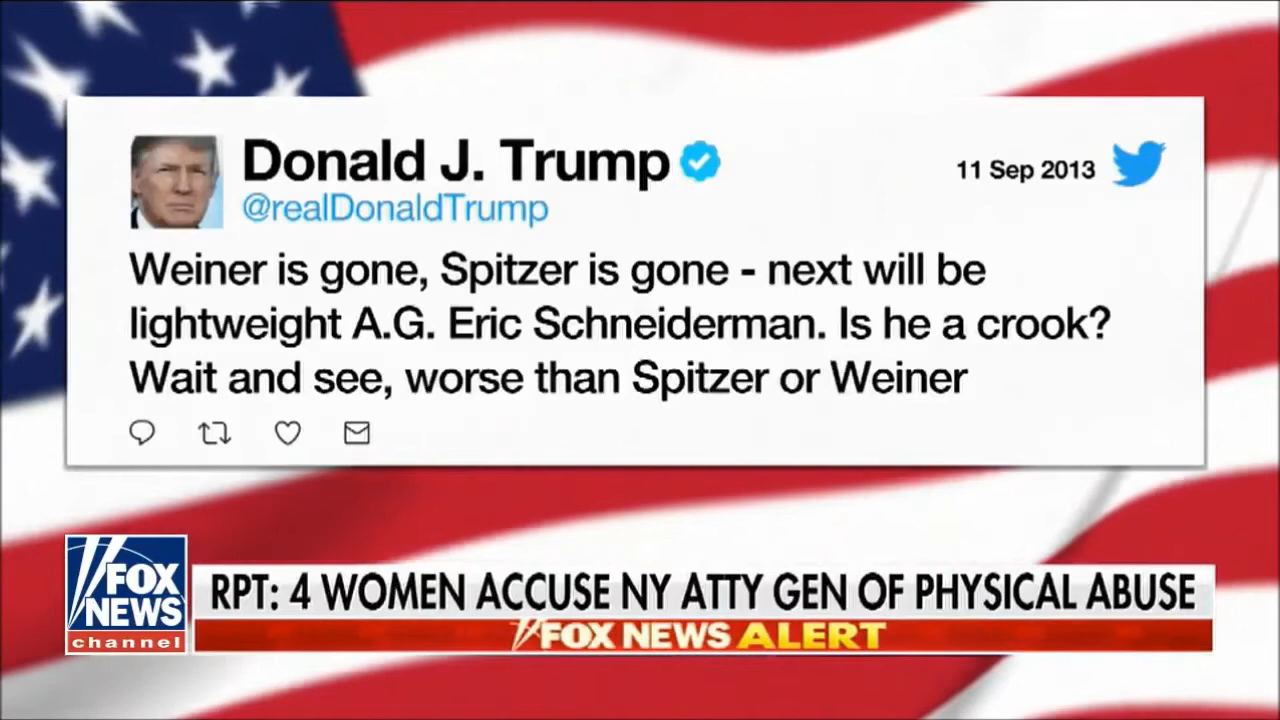 Donald J. Trump
@realDonaldTrump
11 Sep 2013
Weiner is gone, Spitzer is gone - next will be
lightweight A.G. Eric Schneiderman. Is he a crook?
Wait and see, worse than Spitzer or Weiner
FOX
NEWS
channel
RPT: 4 WOMEN ACCUSE NY ATTY GEN OF PHYSICAL ABUSE
FOX NEWS ALERT